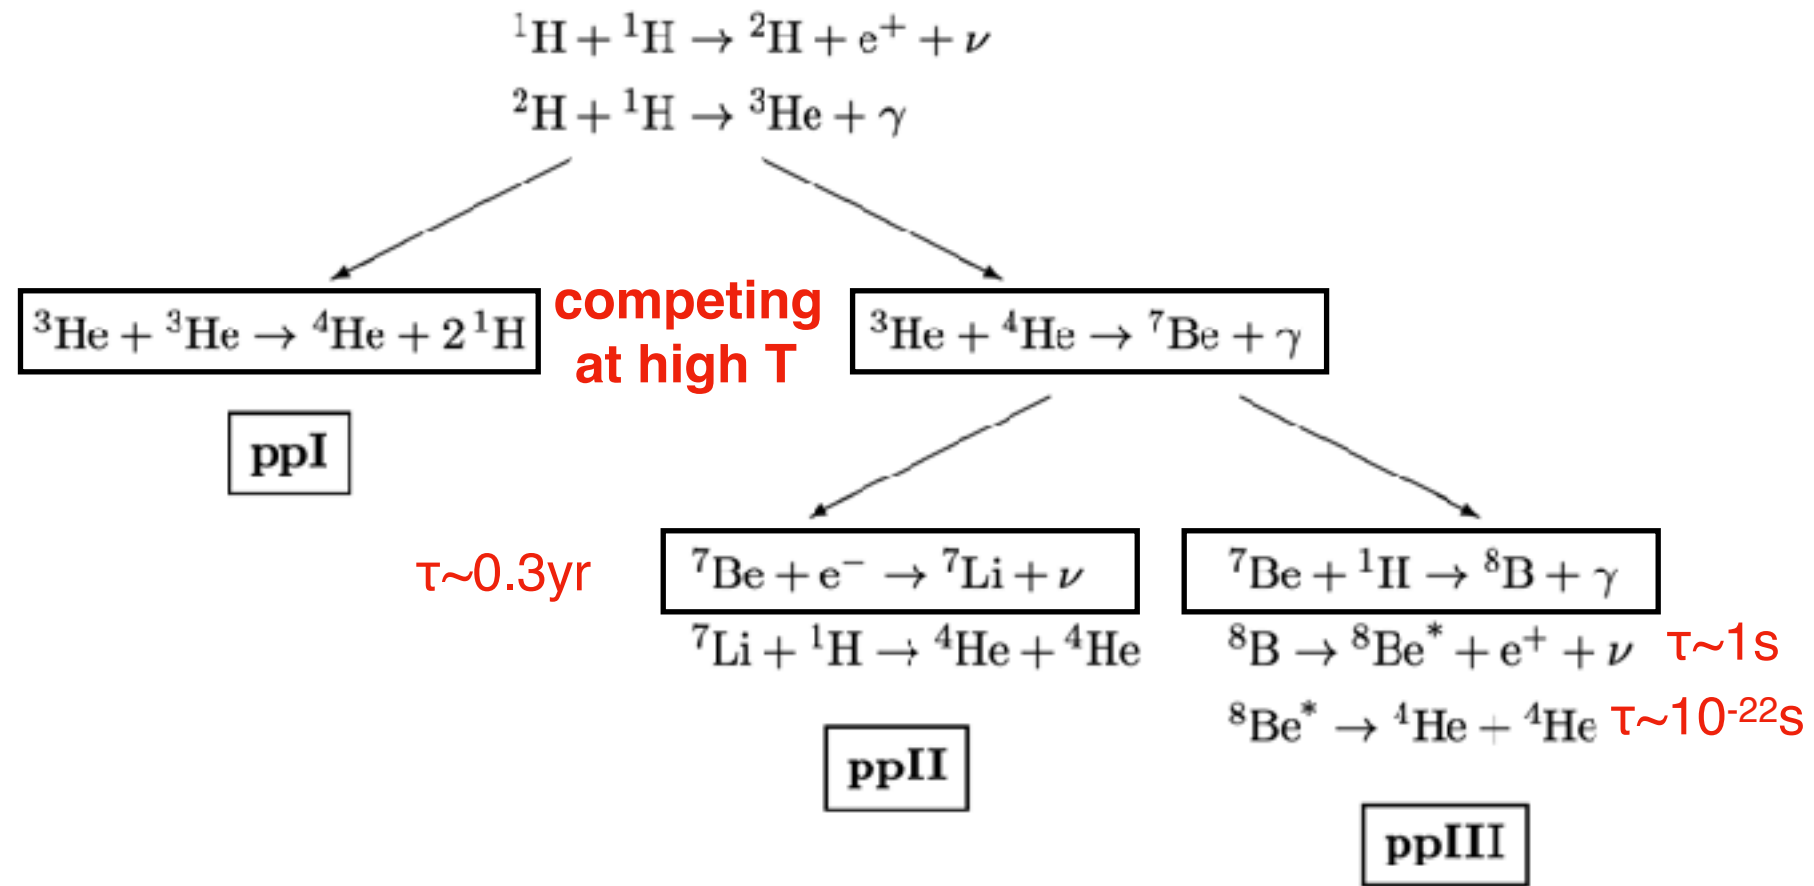 ¹H + ¹H → ²H + e⁺ + ν
²H + ¹H → ³He + γ
³He + ³He → ⁴He + 2 ¹H
competing
at high T
³He + ⁴He → ⁷Be + γ
ppI
τ~0.3yr
⁷Be + e⁻ → ⁷Li + ν
⁷Li + ¹H → ⁴He + ⁴He
ppII
⁷Be + ¹H → ⁸B + γ
⁸B → ⁸Be* + e⁺ + ν τ~1s
⁸Be* → ⁴He + ⁴He τ~10⁻²²s
ppIII